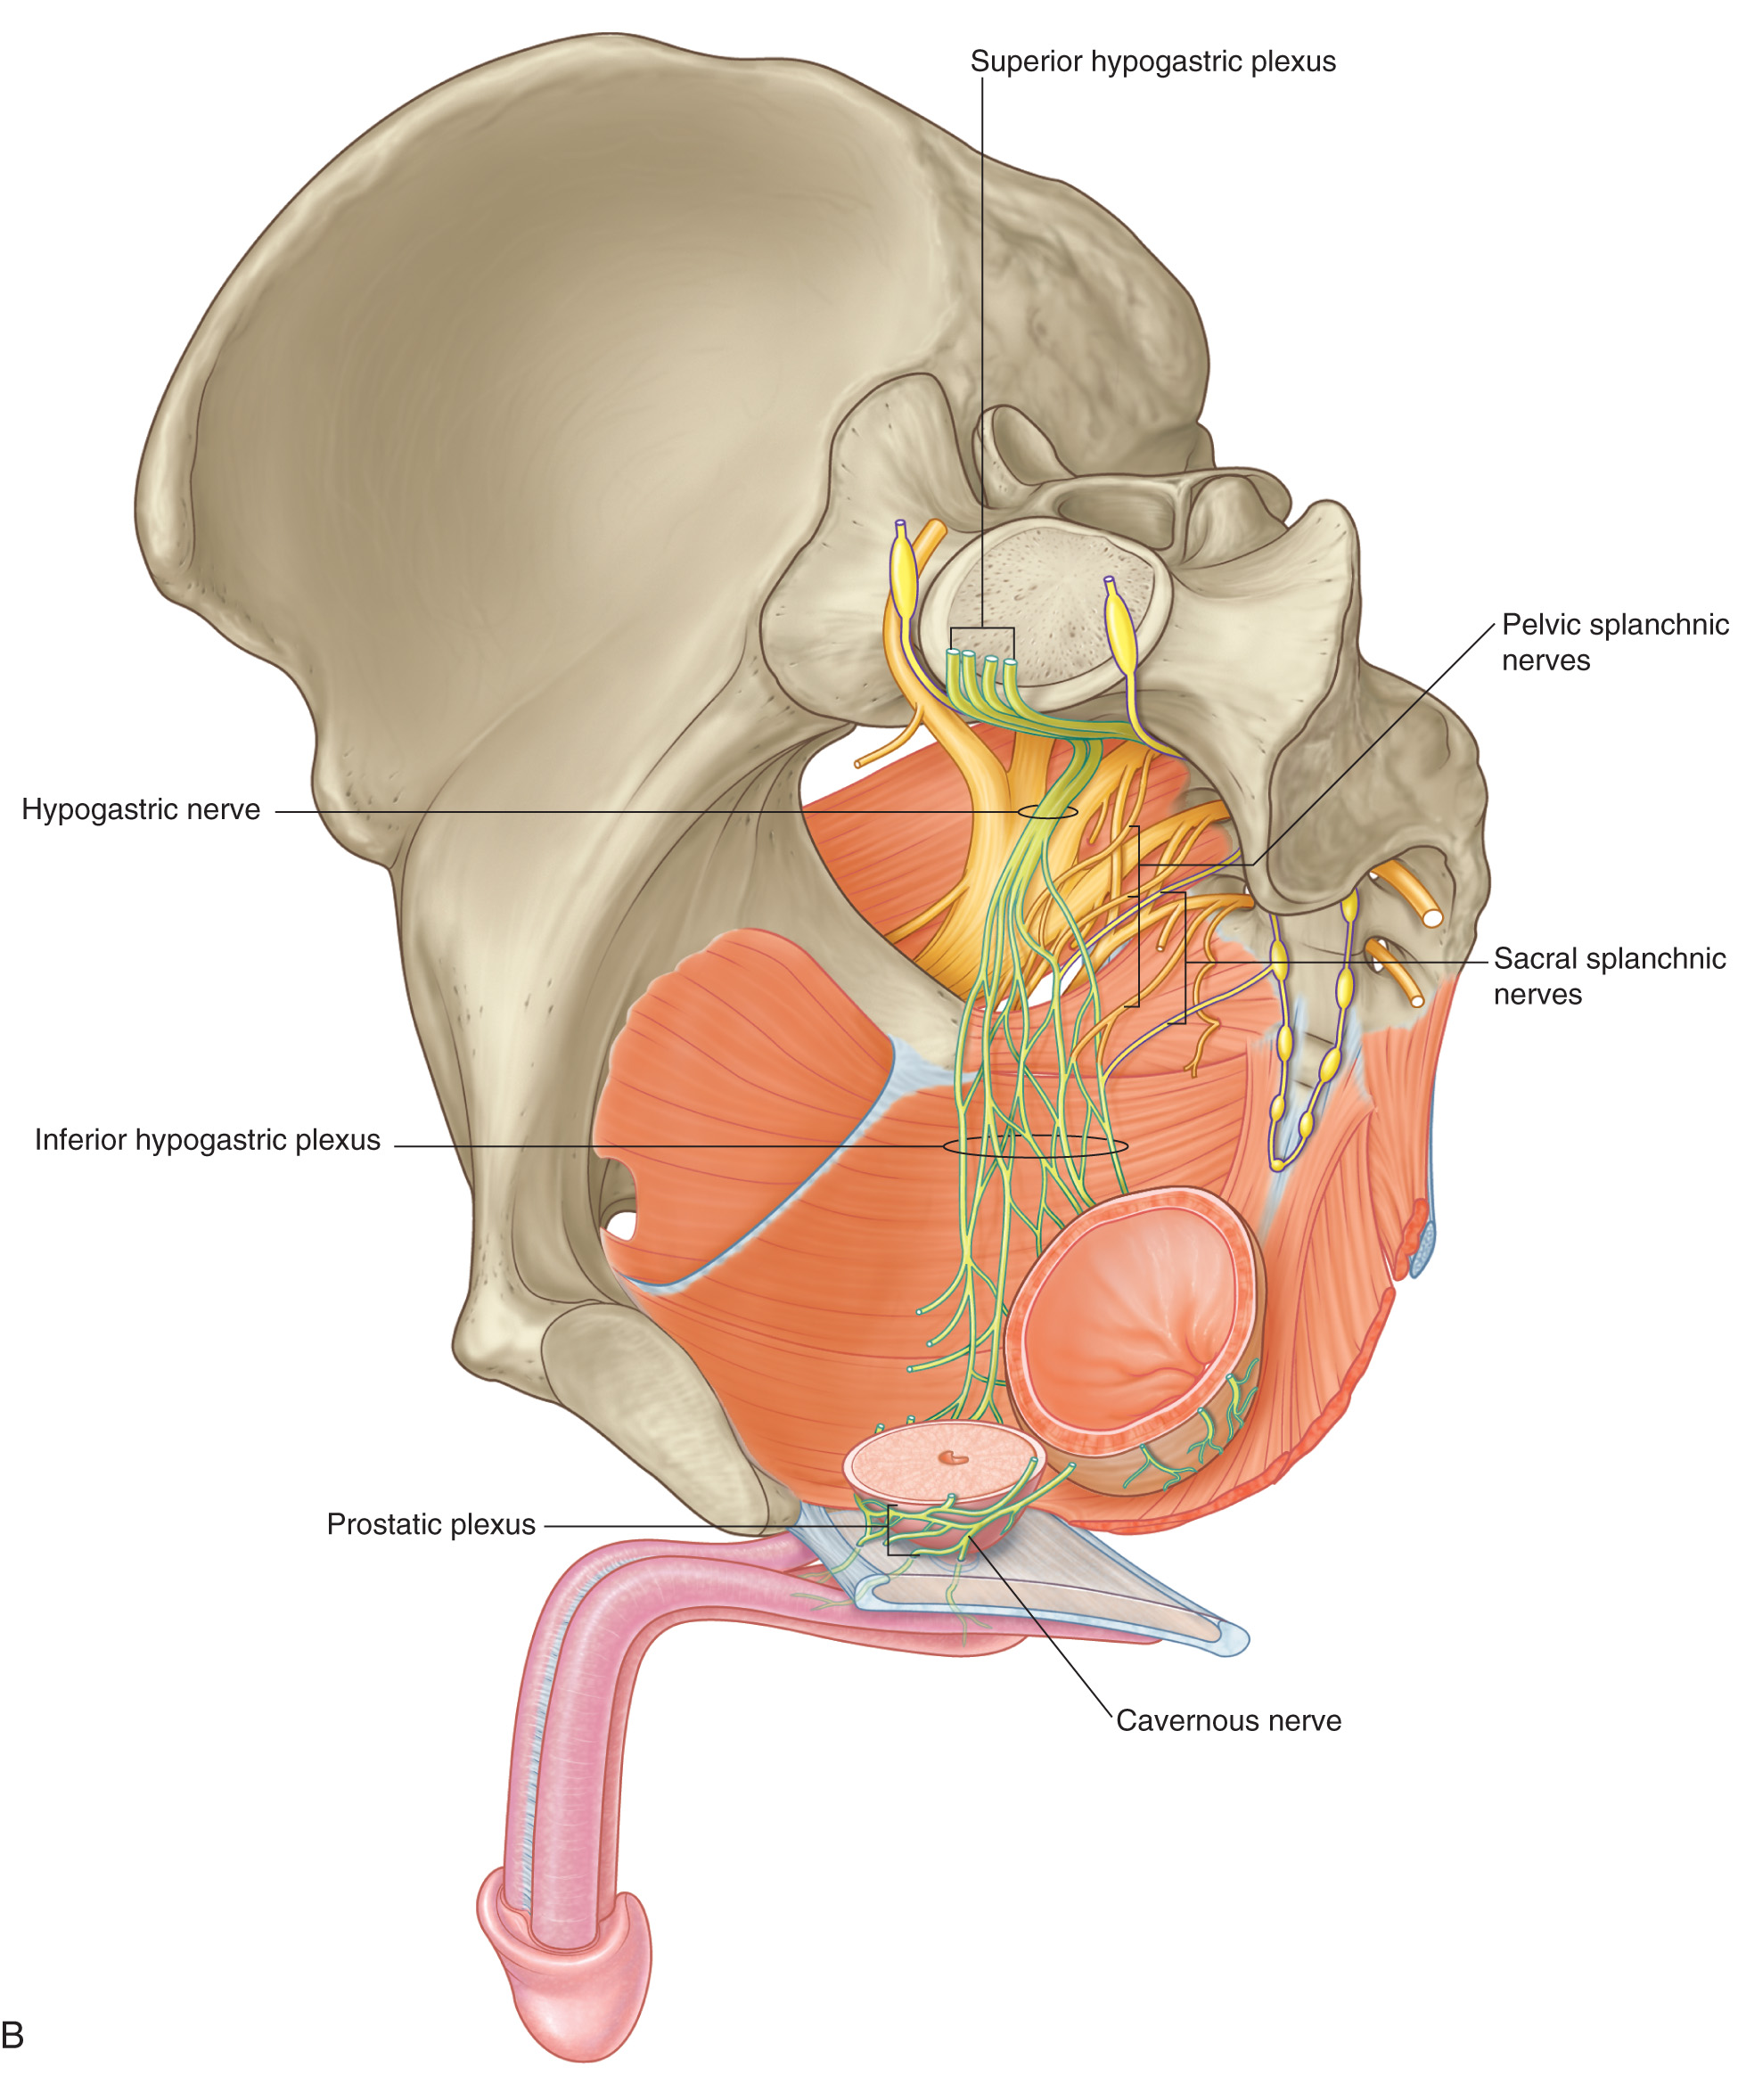 Superior hypogastric plexus
Pelvic splanchnic
nerves
Hypogastric nerve
Sacral splanchnic
nerves
Inferior hypogastric plexus
Prostatic plexus
Cavernous nerve
B